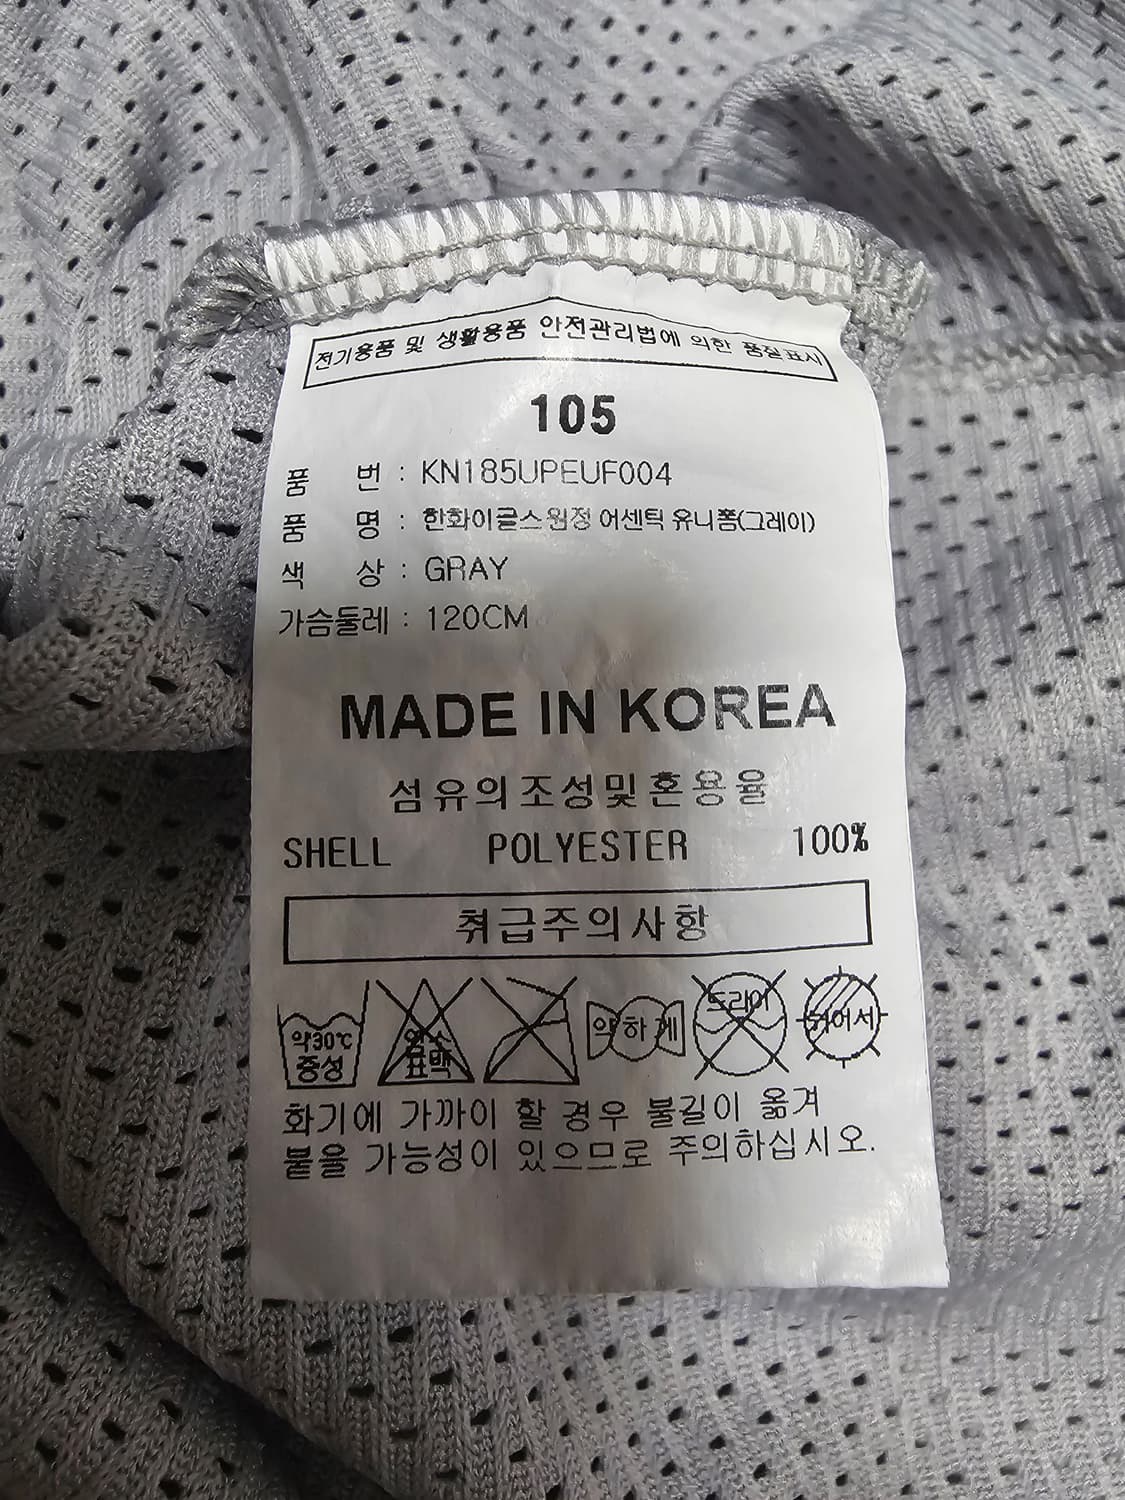 전기용품 및 생활용품 안전관리법에 의한 품질표시
105
품 번 : KN185UPEUF004
품 명 : 한화이글스원정 어센틱 유니폼(그레이)
색 상 : GRAY
가슴둘레 : 120CM
MADE IN KOREA
섬유의조성및혼용율
SHELL POLYESTER 100%
취급주의사항
약30℃ 중성
염소 표백
약하게
드라이
뉘어서
화기에 가까이 할 경우 불길이 옮겨
붙을 가능성이 있으므로 주의하십시오.